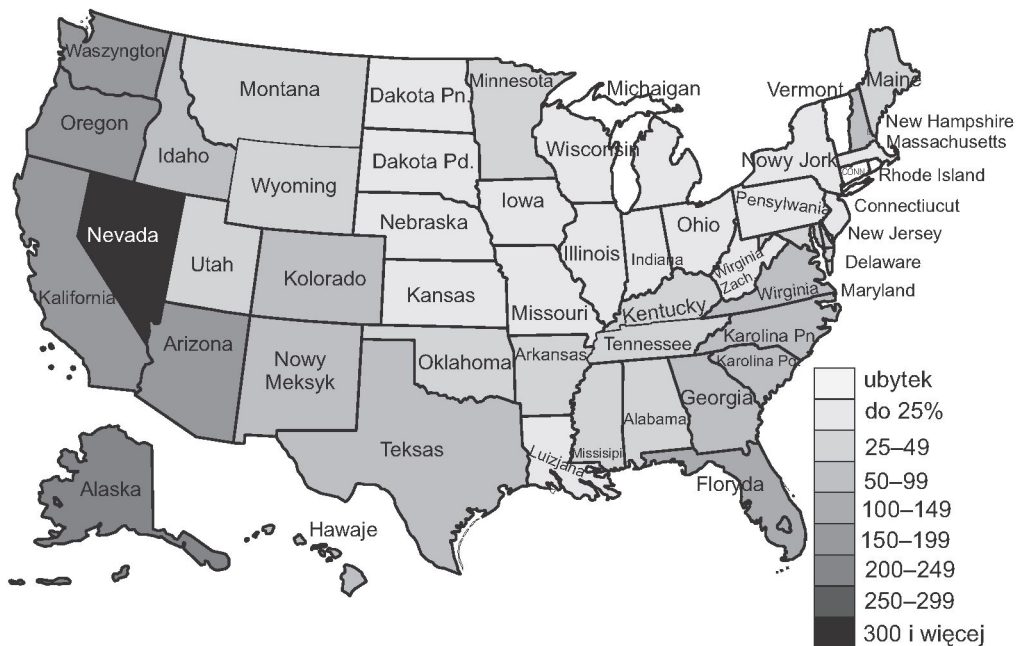 Waszyngton
Montana
Dakota Pn.
Minnesota
Michaigan
Vermont
Maine
Oregon
New Hampshire
Idaho
Dakota Pd.
Wisconsin
Nowy Jork
Massachusetts
CONN
Rhode Island
Wyoming
Iowa
Pensylwania
Connectiucut
Nebraska
Ohio
Nevada
New Jersey
Utah
Kolorado
Illinois
Indiana
Wirginia
Zach.
Delaware
Kalifornia
Kansas
Missouri
Kentucky
Wirginia
Maryland
Arizona
Nowy
Meksyk
Oklahoma
Arkansas
Tennessee
Karolina Pn.
Karolina Pd.
Georgia
Alabama
Teksas
Luizjana
Missisipi
Floryda
Alaska
Hawaje
ubytek
do 25%
25–49
50–99
100–149
150–199
200–249
250–299
300 i więcej